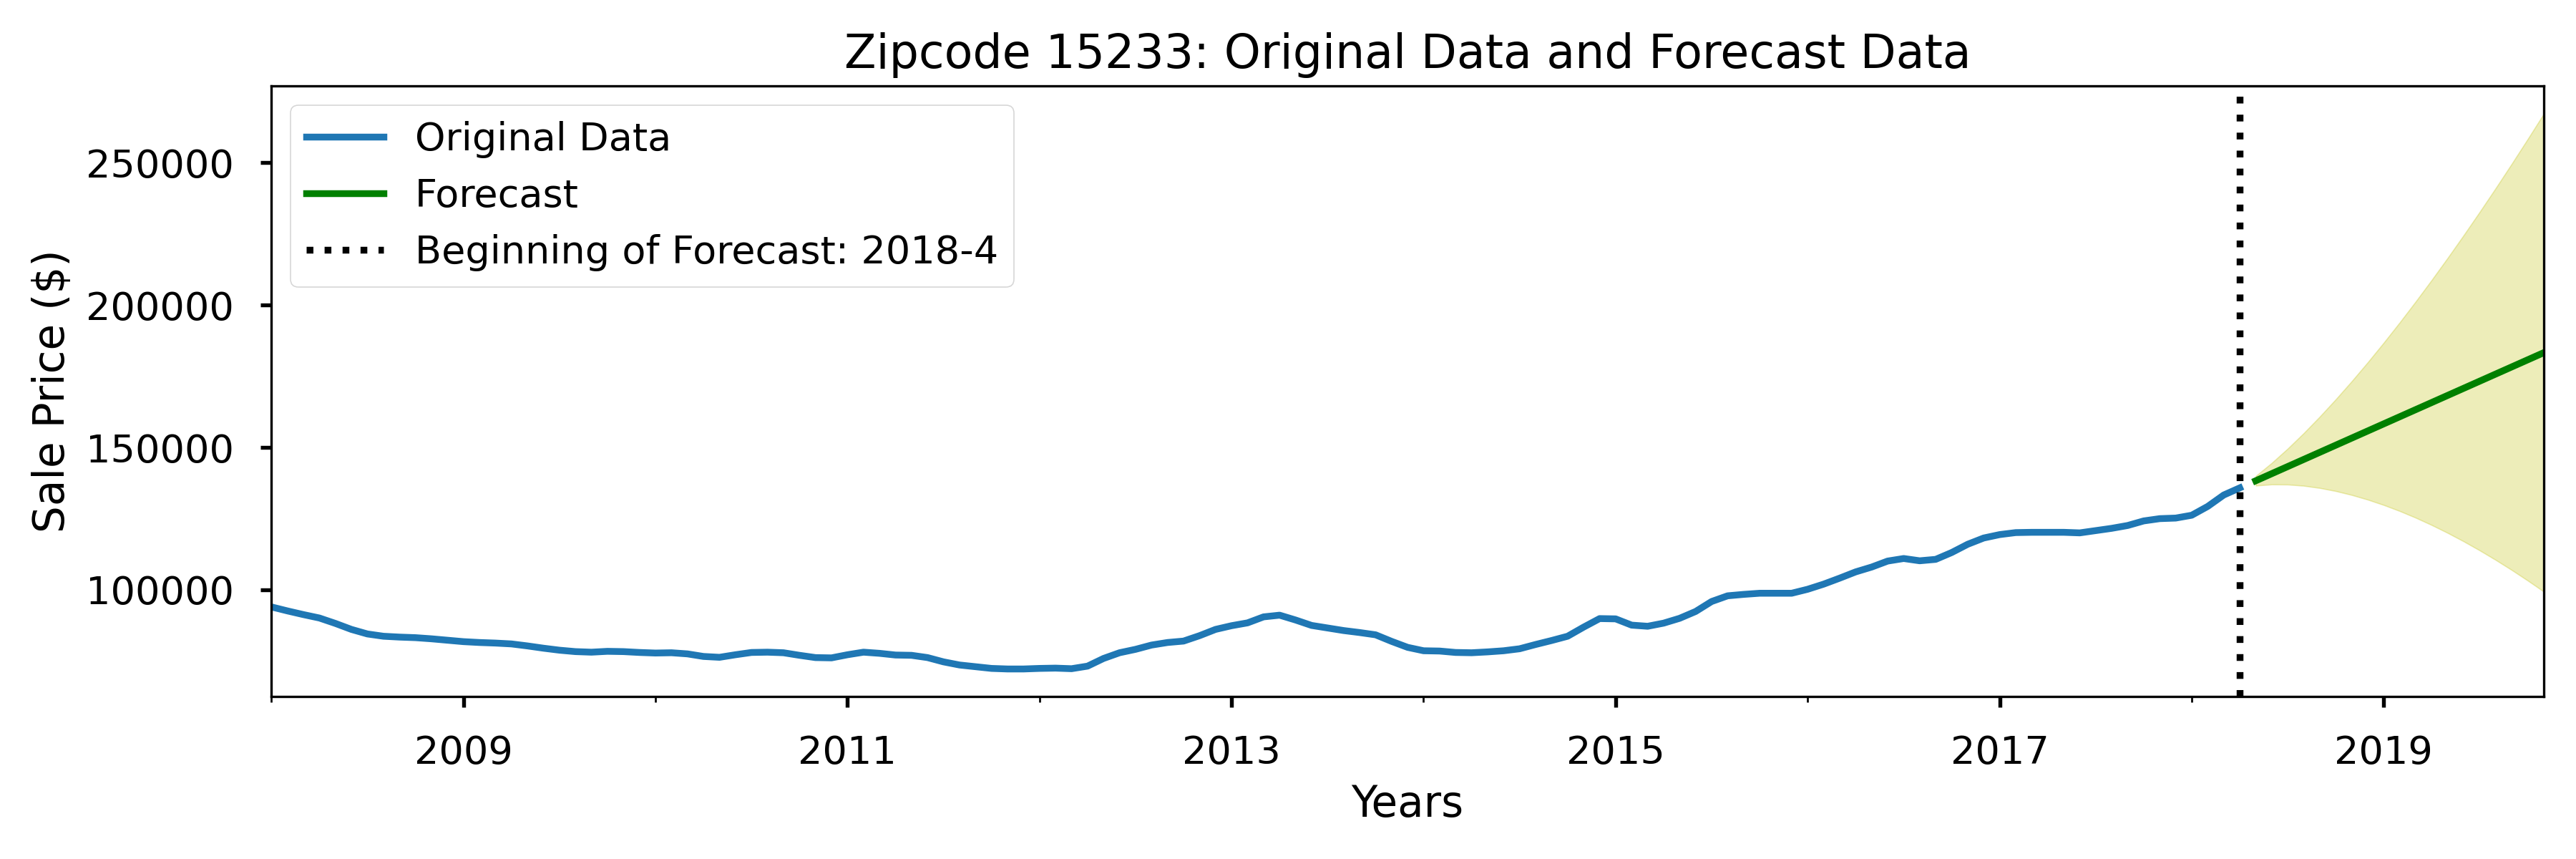 Zipcode 15233: Original Data and Forecast Data
Original Data
Forecast
Beginning of Forecast: 2018-4
Sale Price ($)
250000
200000
150000
100000
2009 2011 2013 2015 2017 2019
Years